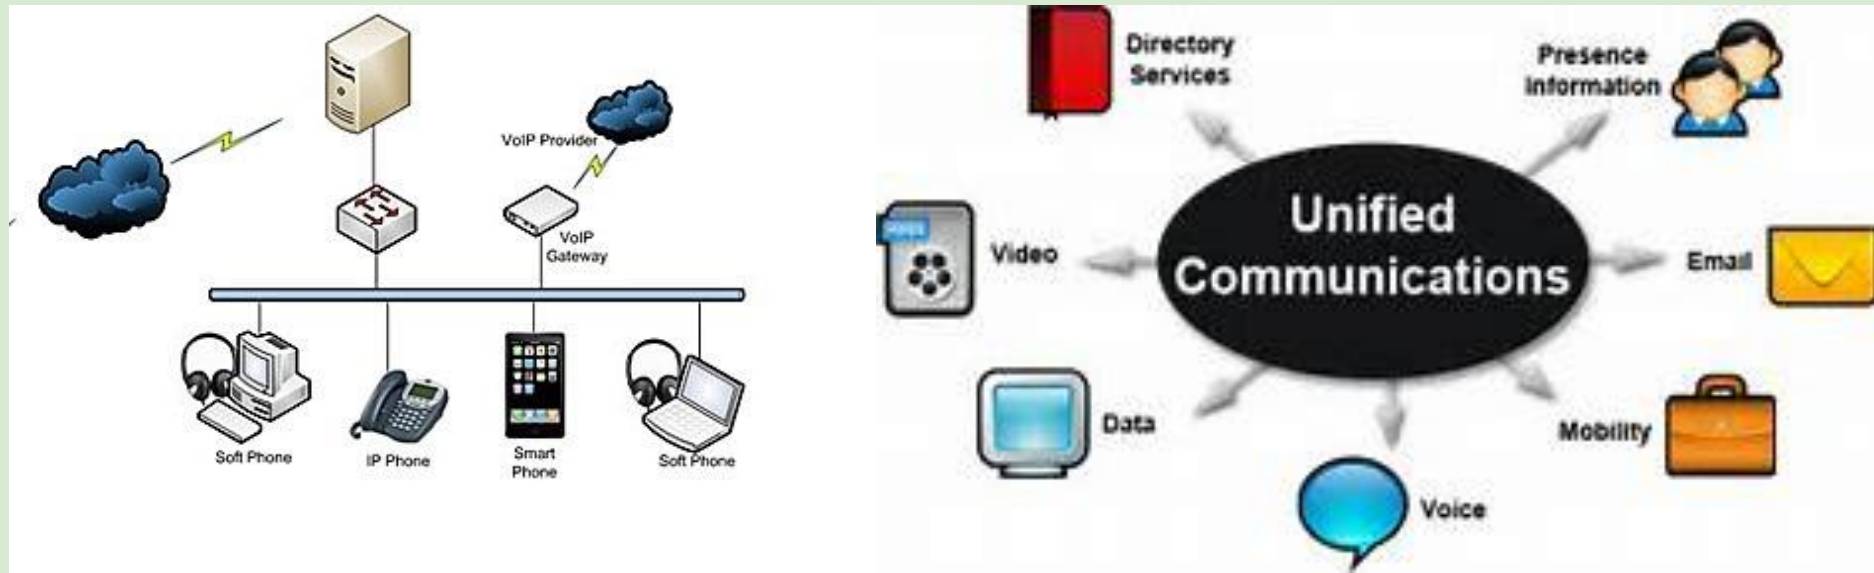 VoIP Provider
VoIP
Gateway
Soft Phone
IP Phone
Smart
Phone
Soft Phone
Directory
Services
Presence
Information
Video
Unified
Communications
Email
Data
Mobility
Voice